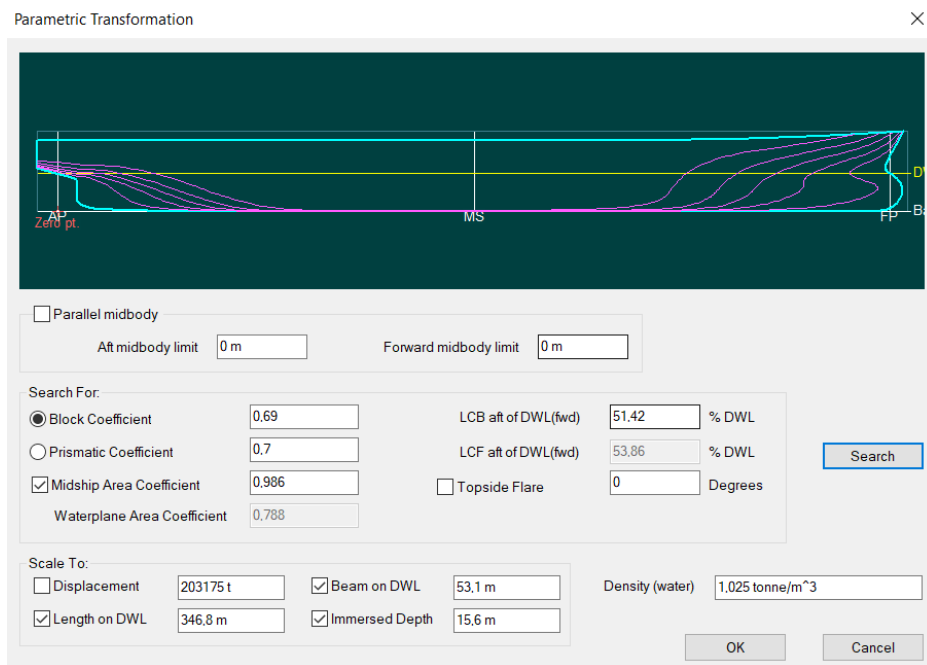 Parametric Transformation
AP
Zero pt.
MS
FP
DV
Ba
Parallel midbody
Aft midbody limit 0 m Forward midbody limit 0 m
Search For:
Block Coefficient 0,69 LCB aft of DWL(fwd) 51,42 % DWL
Prismatic Coefficient 0,7 LCF aft of DWL(fwd) 53,86 % DWL
Midship Area Coefficient 0,986 Topside Flare 0 Degrees
Waterplane Area Coefficient 0,788
Search
Scale To:
Displacement 203175 t Beam on DWL 53,1 m Density (water) 1,025 tonne/m^3
Length on DWL 346,8 m Immersed Depth 15,6 m
OK Cancel